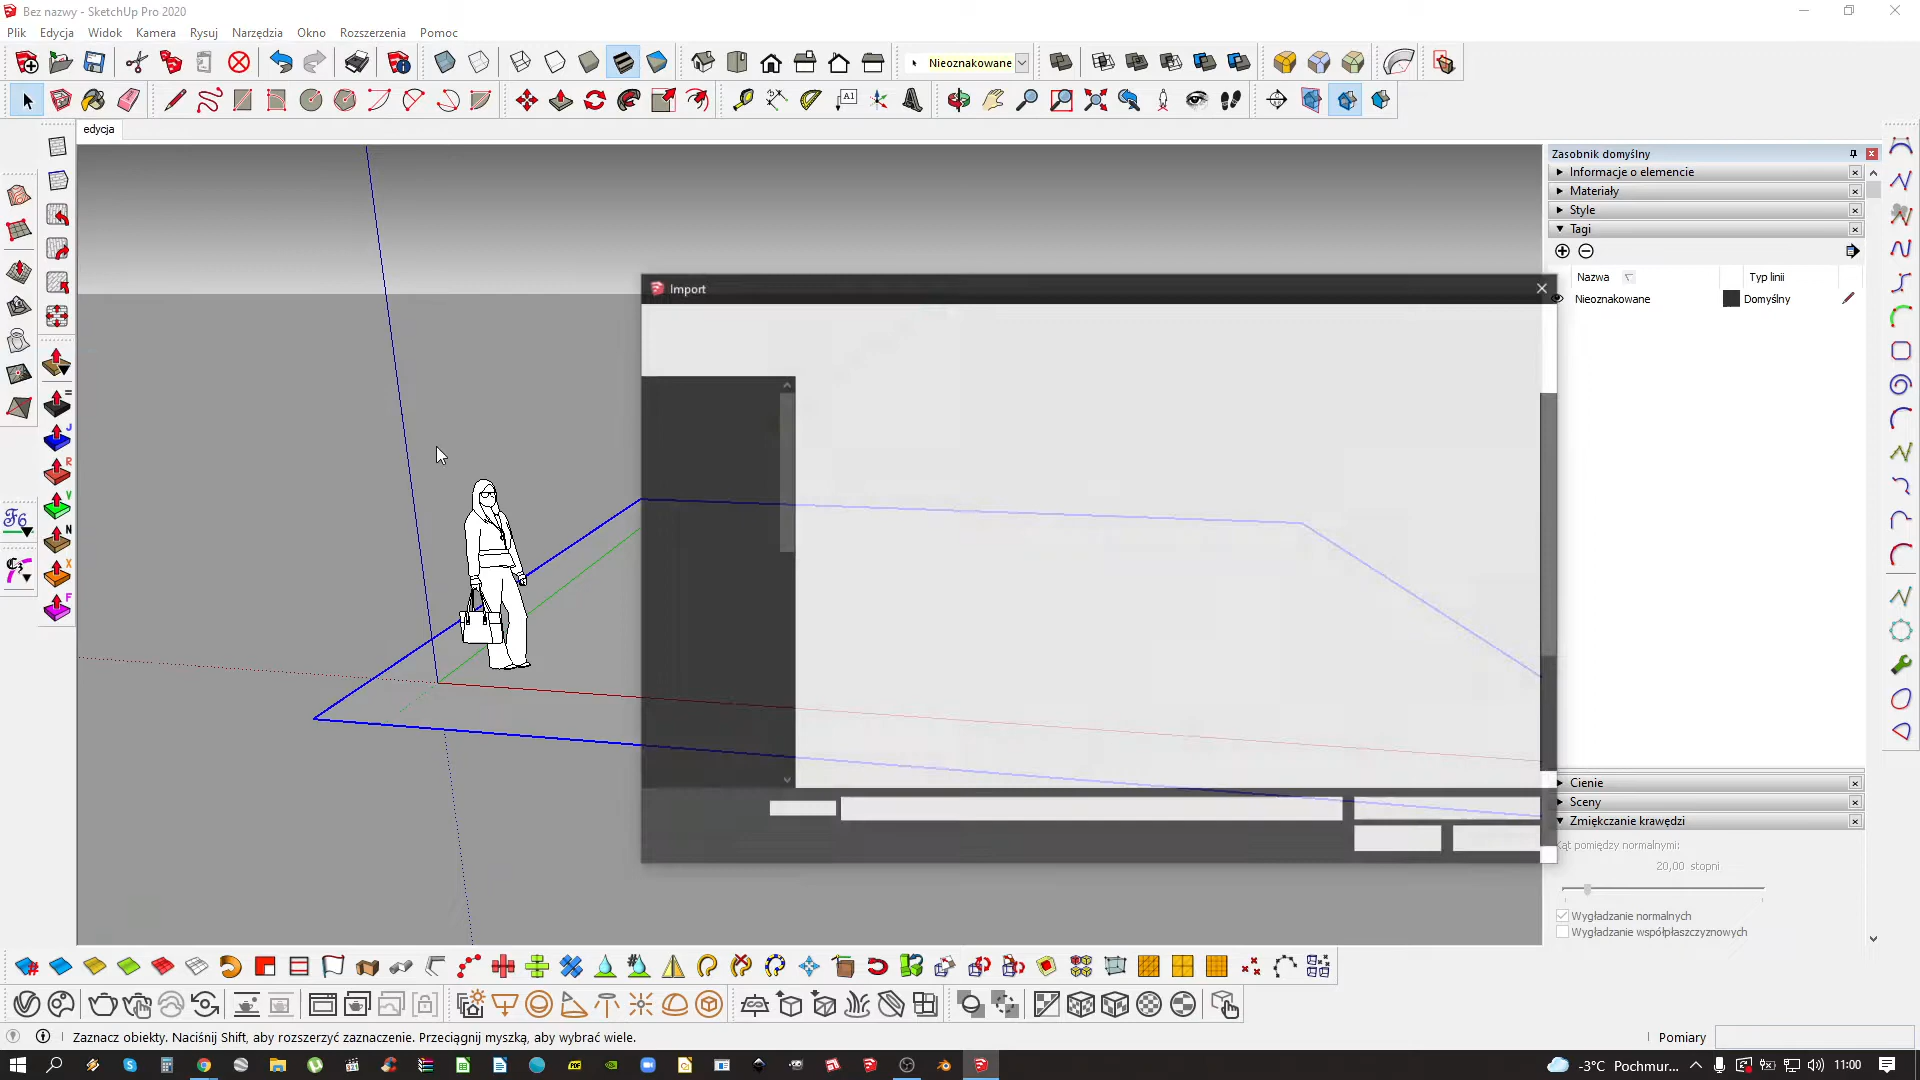 Bez nazwy - SketchUp Pro 2020
Plik Edycja Widok Kamera Rysuj Narzędzia Okno Rozszerzenia Pomoc
Nieoznakowane
A1
edycja
Zasobnik domyślny
Informacje o elemencie
Materiały
Style
Tagi
Nazwa Typ linii
Nieoznakowane Domyślny
Import
J
R
V
N
X
F
Cienie
Sceny
Zmiękczanie krawędzi
Kąt pomiędzy normalnymi:
20,00 stopni
Wygładzanie normalnych
Wygładzanie współpłaszczyznowych
Zaznacz obiekty. Naciśnij Shift, aby rozszerzyć zaznaczenie. Przeciągnij myszką, aby wybrać wiele.
Pomiary
-3°C Pochmur... 11:00